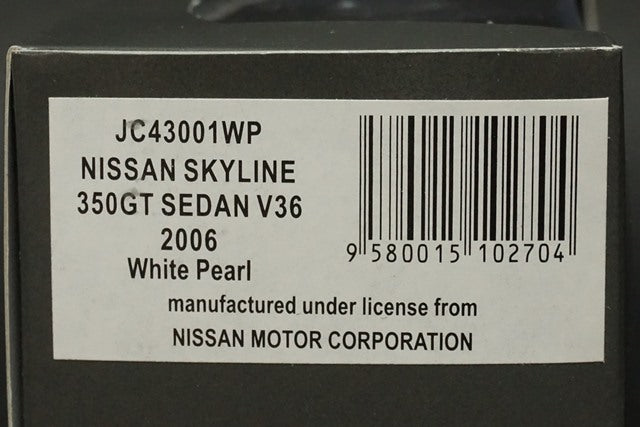 JC43001WP
NISSAN SKYLINE
350GT SEDAN V36
2006
White Pearl
9 580015 102704
manufactured under license from
NISSAN MOTOR CORPORATION